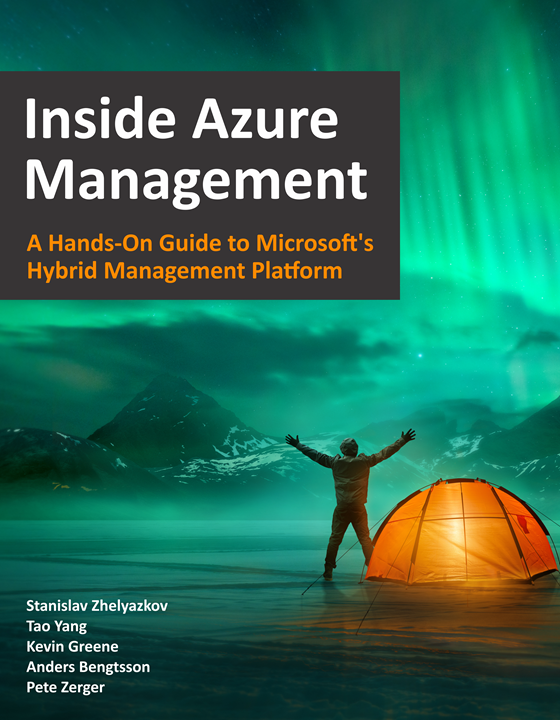 Inside Azure
Management
A Hands-On Guide to Microsoft's
Hybrid Management Platform
Stanislav Zhelyazkov
Tao Yang
Kevin Greene
Anders Bengtsson
Pete Zerger